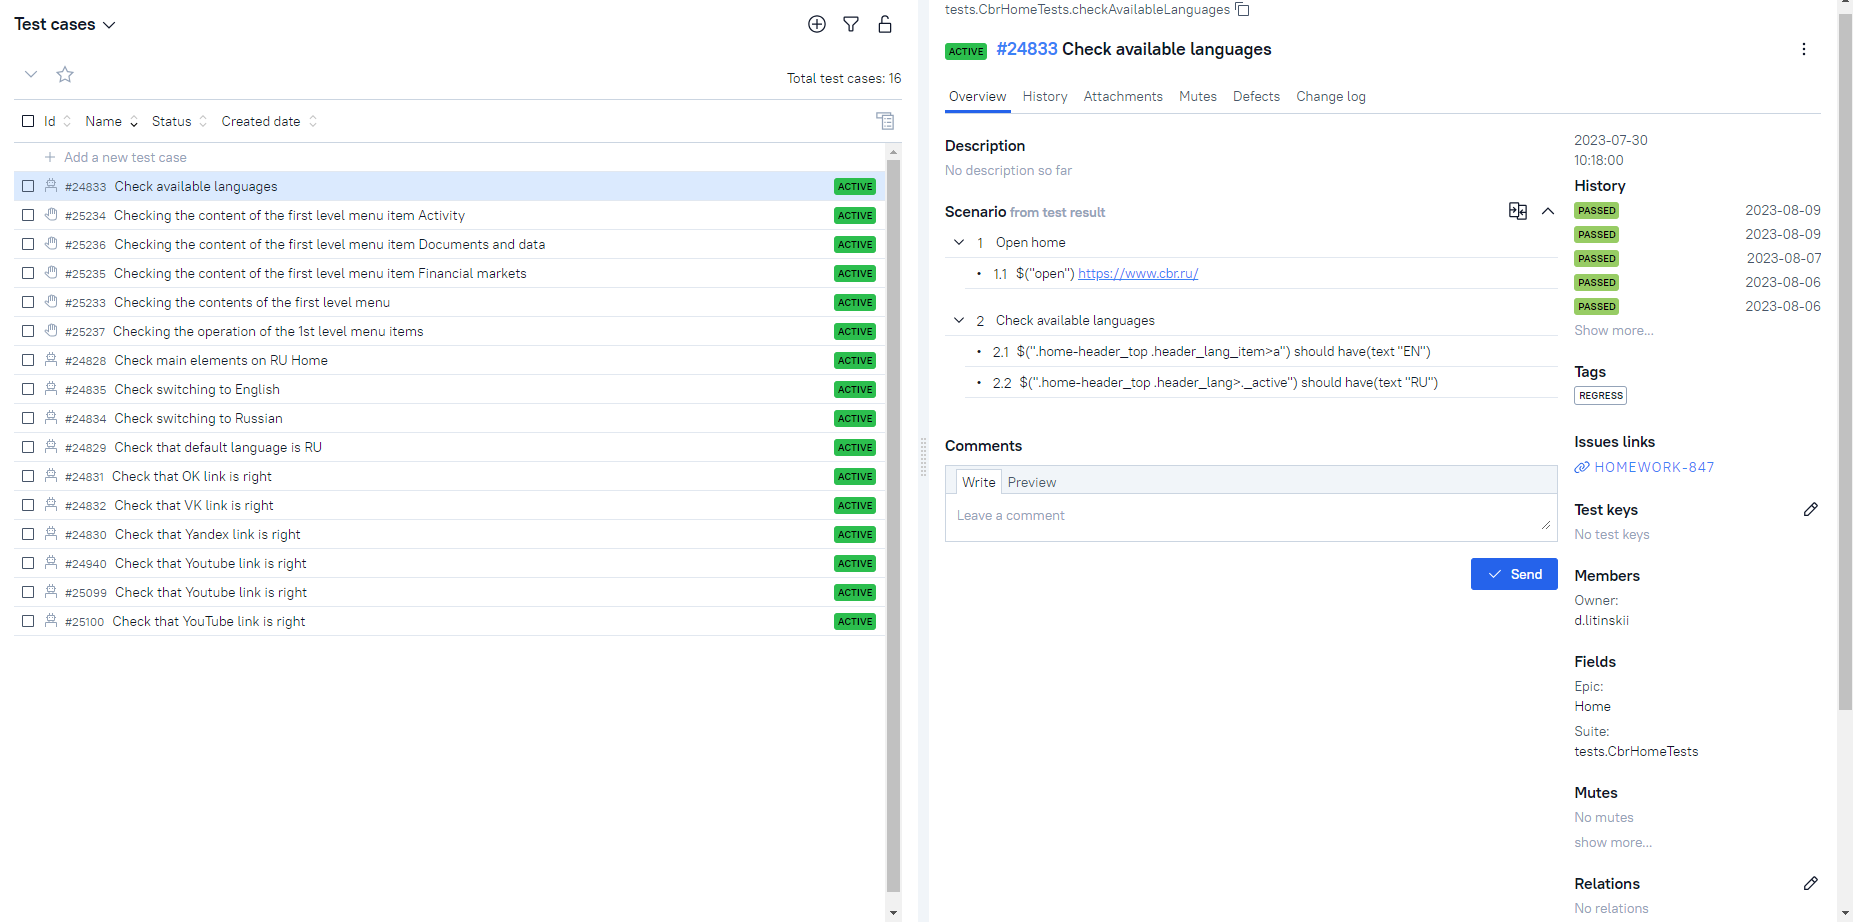 Test cases
Total test cases: 16
Id Name Status Created date
Add a new test case
#24833 Check available languages ACTIVE
#25234 Checking the content of the first level menu item Activity ACTIVE
#25236 Checking the content of the first level menu item Documents and data ACTIVE
#25235 Checking the content of the first level menu item Financial markets ACTIVE
#25233 Checking the contents of the first level menu ACTIVE
#25237 Checking the operation of the 1st level menu items ACTIVE
#24828 Check main elements on RU Home ACTIVE
#24835 Check switching to English ACTIVE
#24834 Check switching to Russian ACTIVE
#24829 Check that default language is RU ACTIVE
#24831 Check that OK link is right ACTIVE
#24832 Check that VK link is right ACTIVE
#24830 Check that Yandex link is right ACTIVE
#24940 Check that Youtube link is right ACTIVE
#25099 Check that Youtube link is right ACTIVE
#25100 Check that YouTube link is right ACTIVE
tests.CbrHomeTests.checkAvailableLanguages
ACTIVE #24833 Check available languages
Overview History Attachments Mutes Defects Change log
Description
No description so far
Scenario from test result
1 Open home
• 1.1 $("open") https://www.cbr.ru/
2 Check available languages
• 2.1 $(".home-header_top .header_lang_item>a") should have(text "EN")
• 2.2 $(".home-header_top .header_lang>._active") should have(text "RU")
Comments
Write Preview
Leave a comment
Send
2023-07-30
10:18:00
History
PASSED 2023-08-09
PASSED 2023-08-09
PASSED 2023-08-07
PASSED 2023-08-06
PASSED 2023-08-06
Show more...
Tags
REGRESS
Issues links
HOMEWORK-847
Test keys
No test keys
Members
Owner:
d.litinskii
Fields
Epic:
Home
Suite:
tests.CbrHomeTests
Mutes
No mutes
show more...
Relations
No relations